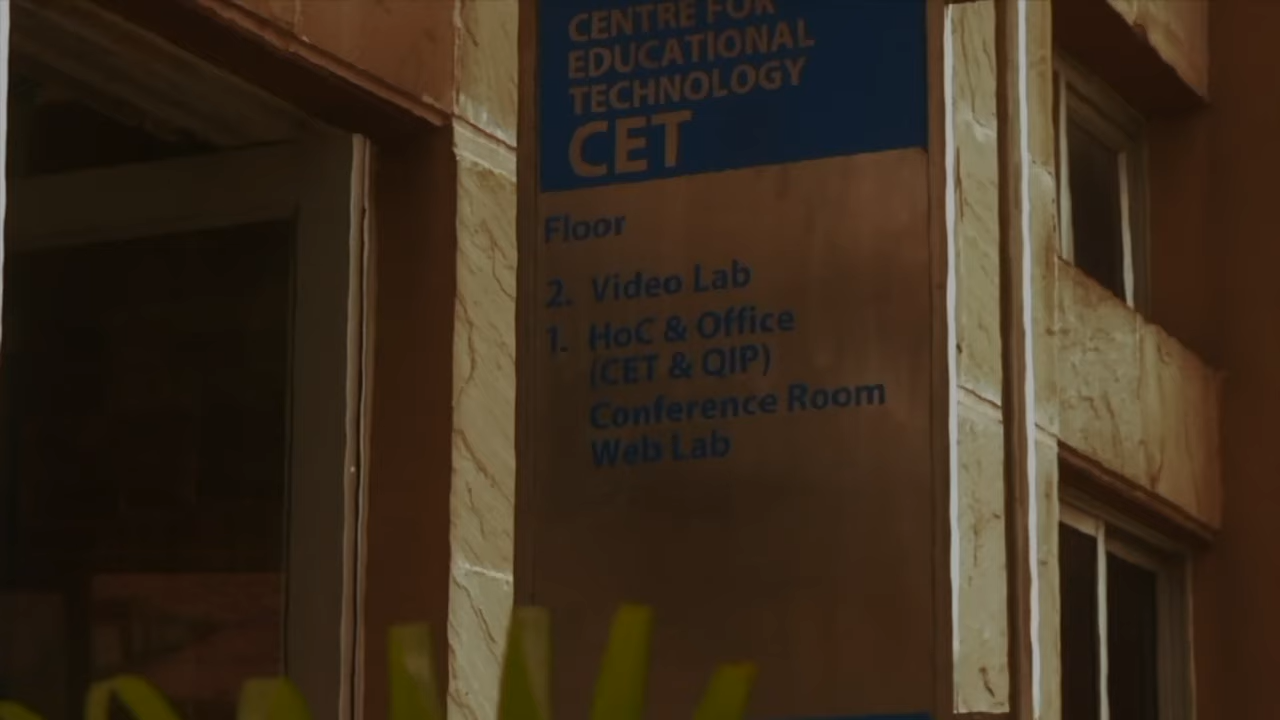 CENTRE FOR
EDUCATIONAL
TECHNOLOGY
CET
Floor
2. Video Lab
1. HoC & Office
(CET & QIP)
Conference Room
Web Lab